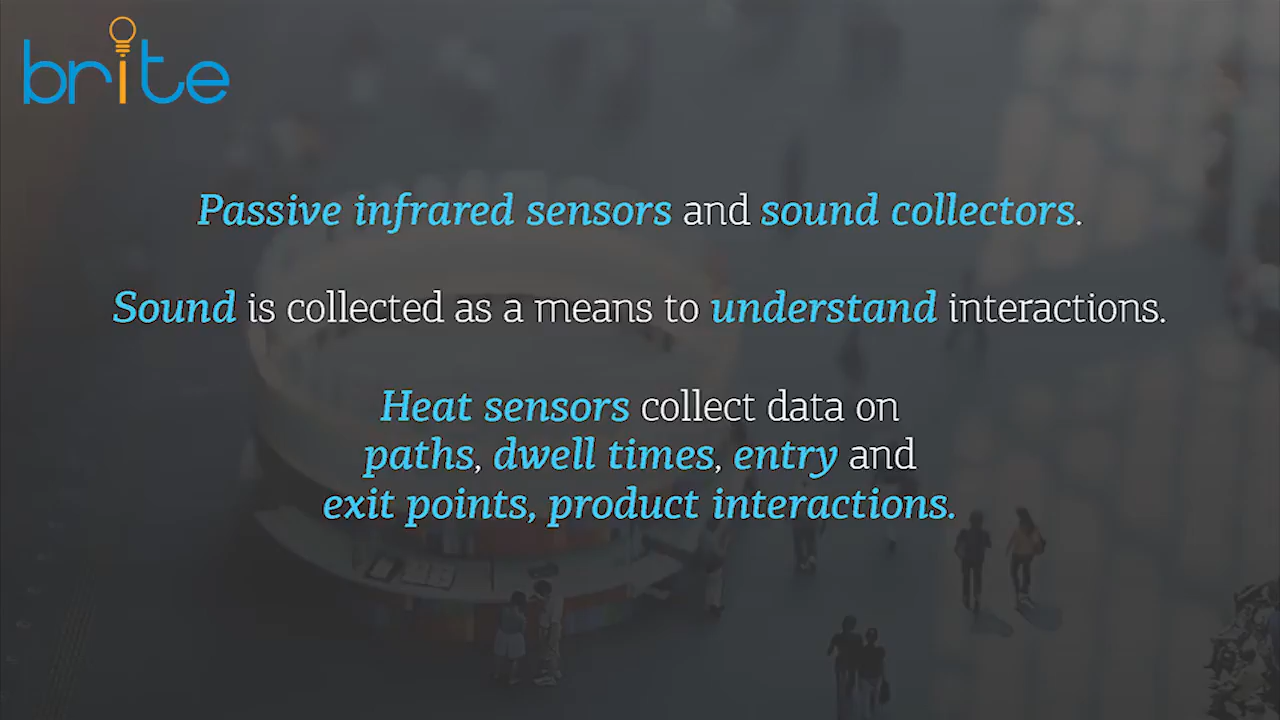 brite
Passive infrared sensors and sound collectors.
Sound is collected as a means to understand interactions.
Heat sensors collect data on
paths, dwell times, entry and
exit points, product interactions.